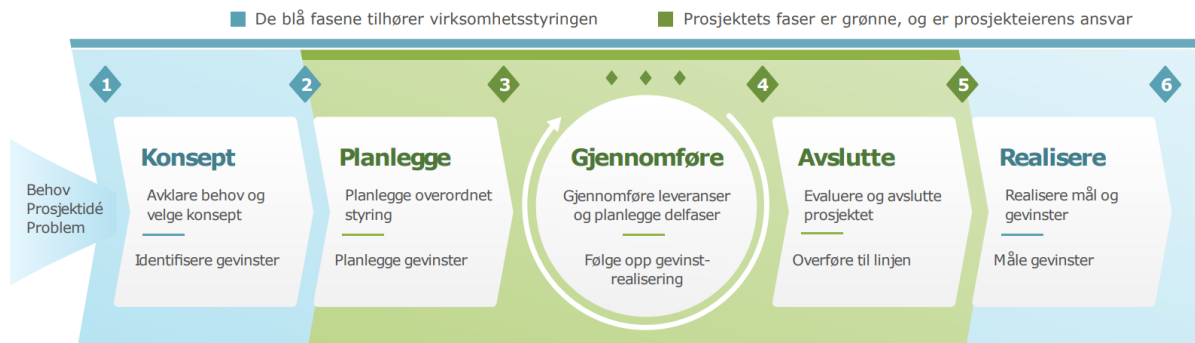 De blå fasene tilhører virksomhetsstyringen
Prosjektets faser er grønne, og er prosjekteierens ansvar
1
2
3
4
5
6
Behov
Prosjektidé
Problem
Konsept
Avklare behov og
velge konsept
Identifisere gevinster
Planlegge
Planlegge overordnet
styring
Planlegge gevinster
Gjennomføre
Gjennomføre leveranser
og planlegge delfaser
Følge opp gevinst-
realisering
Avslutte
Evaluere og avslutte
prosjektet
Overføre til linjen
Realisere
Realisere mål og
gevinster
Måle gevinster